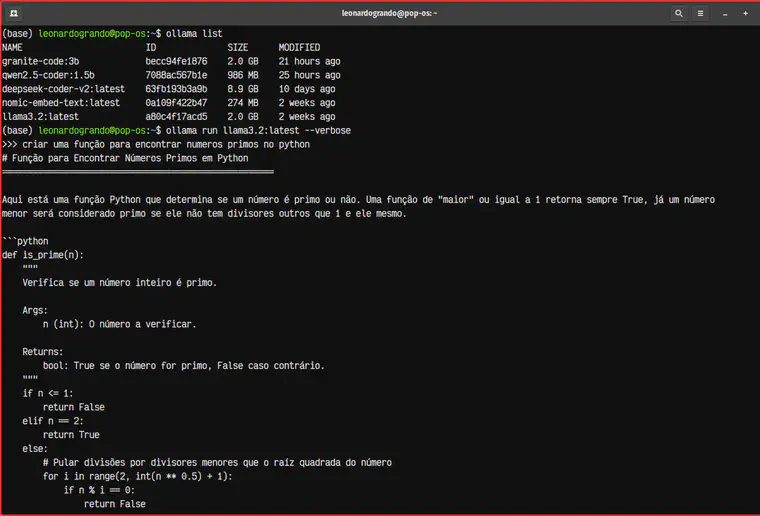 leonardogrando@pop-os: ~
(base) leonardogrando@pop-os:~$ ollama list
NAME                       ID              SIZE      MODIFIED
granite-code:3b            becc94fe1876    2.0 GB    21 hours ago
qwen2.5-coder:1.5b         7088ac567b1e    986 MB    25 hours ago
deepseek-coder-v2:latest   63fb193b3a9b    8.9 GB    10 days ago
nomic-embed-text:latest    0a109f422b47    274 MB    2 weeks ago
llama3.2:latest            a80c4f17acd5    2.0 GB    2 weeks ago
(base) leonardogrando@pop-os:~$ ollama run llama3.2:latest --verbose
>>> criar uma função para encontrar numeros primos no python
# Função para Encontrar Números Primos em Python
====================================================

Aqui está uma função Python que determina se um número é primo ou não. Uma função de "maior" ou igual a 1 retorna sempre True, já um número
menor será considerado primo se ele não tem divisores outros que 1 e ele mesmo.

```python
def is_prime(n):
    """
    Verifica se um número inteiro é primo.

    Args:
        n (int): O número a verificar.

    Returns:
        bool: True se o número for primo, False caso contrário.
    """
    if n <= 1:
        return False
    elif n == 2:
        return True
    else:
        # Pular divisões por divisores menores que o raíz quadrada do número
        for i in range(2, int(n ** 0.5) + 1):
            if n % i == 0:
                return False